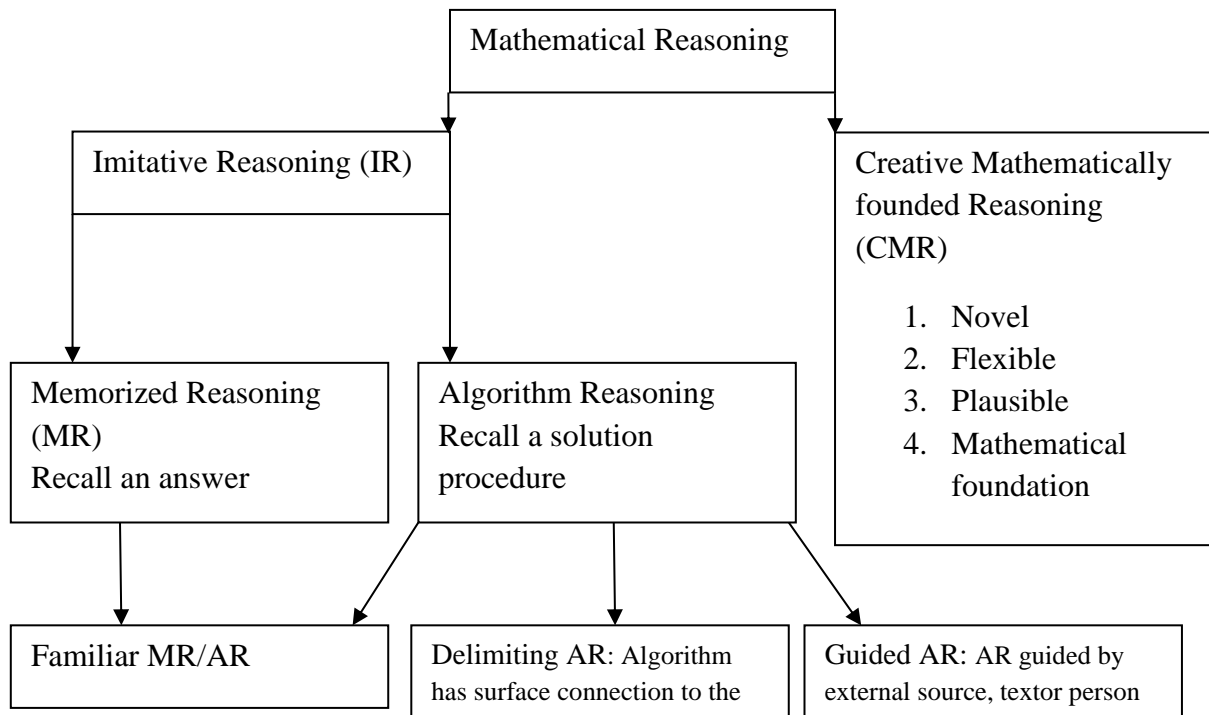 Mathematical Reasoning
Imitative Reasoning (IR)
Creative Mathematically
founded Reasoning
(CMR)
1. Novel
2. Flexible
3. Plausible
4. Mathematical
foundation
Memorized Reasoning
(MR)
Recall an answer
Algorithm Reasoning
Recall a solution
procedure
Familiar MR/AR
Delimiting AR: Algorithm
has surface connection to the
Guided AR: AR guided by
external source, textor person